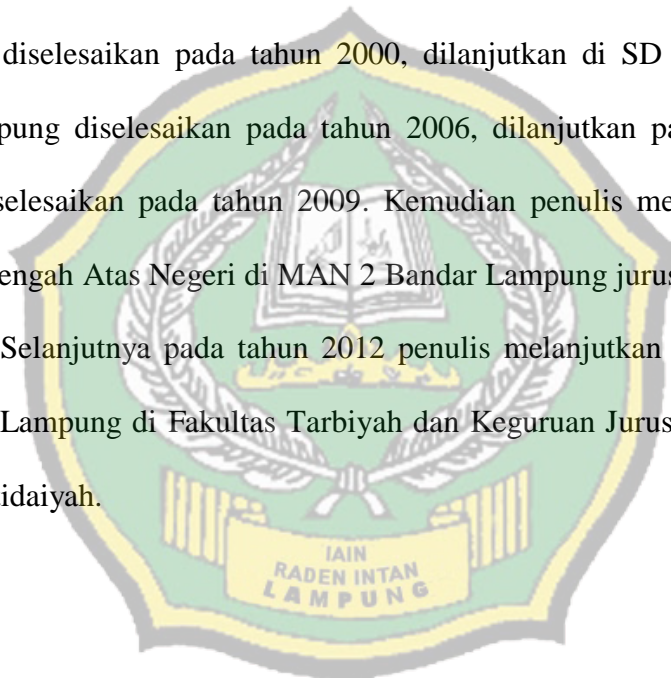 diselesaikan pada tahun 2000, dilanjutkan di SD
pung diselesaikan pada tahun 2006, dilanjutkan pa
selesaikan pada tahun 2009. Kemudian penulis me
engah Atas Negeri di MAN 2 Bandar Lampung jurus
Selanjutnya pada tahun 2012 penulis melanjutkan
Lampung di Fakultas Tarbiyah dan Keguruan Jurus
idaiyah.
IAIN
RADEN INTAN
LAMPUNG